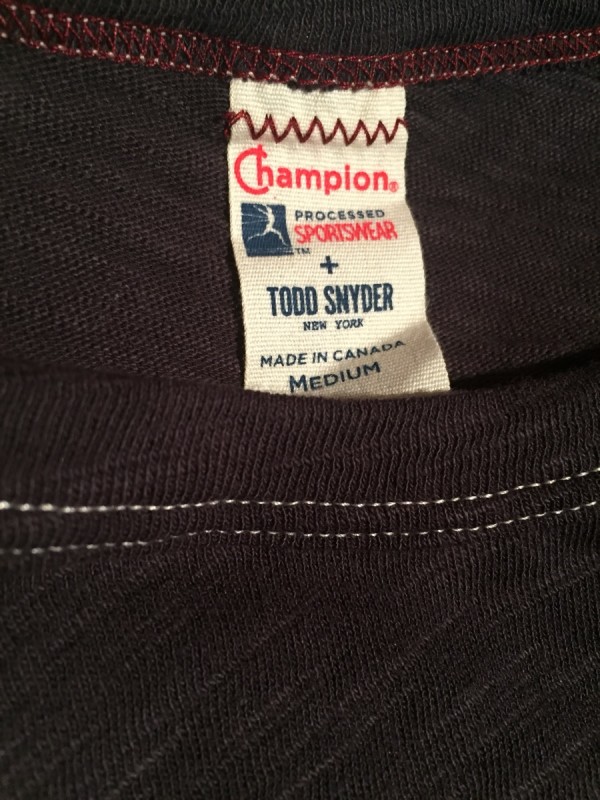 Champion®
PROCESSED
SPORTSWEAR
TM
+
TODD SNYDER
NEW YORK
MADE IN CANADA
MEDIUM